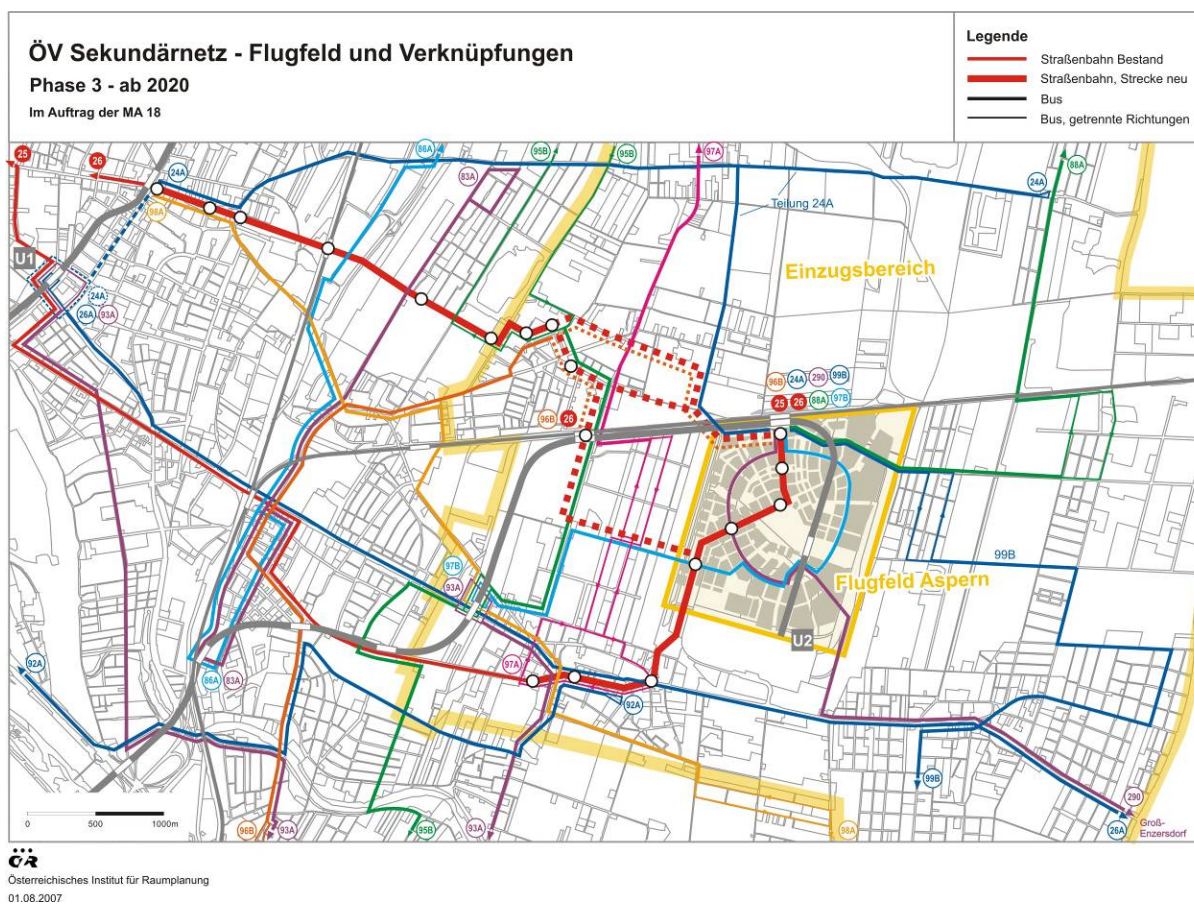 ÖV Sekundärnetz - Flugfeld und Verknüpfungen
Phase 3 - ab 2020
Im Auftrag der MA 18
Legende
Straßenbahn Bestand
Straßenbahn, Strecke neu
Bus
Bus, getrennte Richtungen
25
26
24A
98A
86A
83A
95B
95B
97A
24A
88A
Teilung 24A
U1
24A
26A 93A
Einzugsbereich
96B 24A 290 99B
25 26 88A 97B
96B 26
97B
93A
99B
Flugfeld Aspern
U2
92A
86A 83A
97A
92A
99B
290
Groß-
Enzersdorf
26A
96B
93A
95B
93A
98A
0 500 1000m
ÖIR
Österreichisches Institut für Raumplanung
01.08.2007